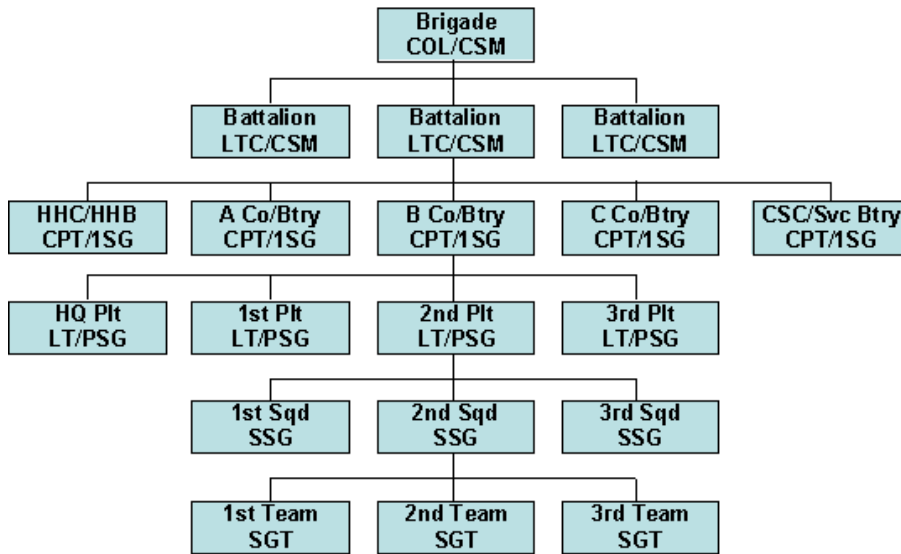 Brigade
COL/CSM
Battalion
LTC/CSM
Battalion
LTC/CSM
Battalion
LTC/CSM
HHC/HHB
CPT/1SG
A Co/Btry
CPT/1SG
B Co/Btry
CPT/1SG
C Co/Btry
CPT/1SG
CSC/Svc Btry
CPT/1SG
HQ Plt
LT/PSG
1st Plt
LT/PSG
2nd Plt
LT/PSG
3rd Plt
LT/PSG
1st Sqd
SSG
2nd Sqd
SSG
3rd Sqd
SSG
1st Team
SGT
2nd Team
SGT
3rd Team
SGT